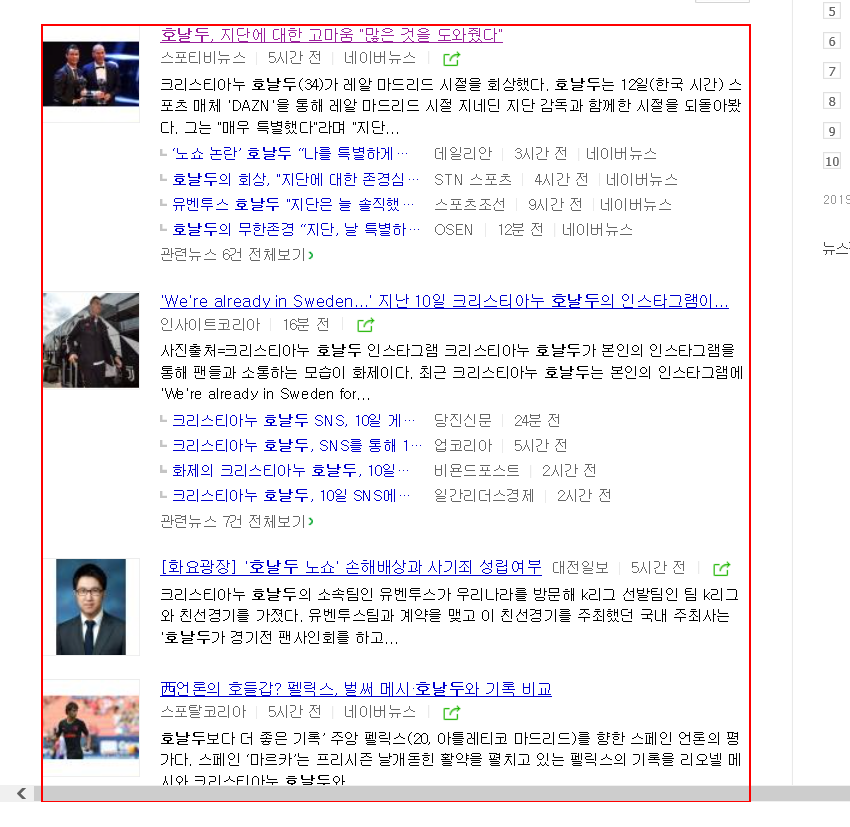 호날두, 지단에 대한 고마움 "많은 것을 도와줬다"
스포티비뉴스 | 5시간 전 | 네이버뉴스 |
크리스티아누 호날두(34)가 레알 마드리드 시절을 회상했다. 호날두는 12일(한국 시간) 스
포츠 매체 'DAZN'을 통해 레알 마드리드 시절 지네딘 지단 감독과 함께한 시절을 되돌아봤
다. 그는 "매우 특별했다"라며 "지단...
‘노쇼 논란’ 호날두 “나를 특별하게… 데일리안 | 3시간 전 | 네이버뉴스
호날두의 회상, "지단에 대한 존경심… STN 스포츠 | 4시간 전 | 네이버뉴스
유벤투스 호날두 "지단은 늘 솔직했… 스포츠조선 | 9시간 전 | 네이버뉴스
호날두의 무한존경 “지단, 날 특별하… OSEN | 12분 전 | 네이버뉴스
관련뉴스 6건 전체보기
'We're already in Sweden...' 지난 10일 크리스티아누 호날두의 인스타그램이...
인사이트코리아 | 16분 전 |
사진출처=크리스티아누 호날두 인스타그램 크리스티아누 호날두가 본인의 인스타그램을
통해 팬들과 소통하는 모습이 화제이다. 최근 크리스티아누 호날두는 본인의 인스타그램에
'We're already in Sweden for...
크리스티아누 호날두 SNS, 10일 게… 당진신문 | 24분 전
크리스티아누 호날두, SNS를 통해 1… 업코리아 | 5시간 전
화제의 크리스티아누 호날두, 10일… 비욘드포스트 | 2시간 전
크리스티아누 호날두, 10일 SNS에… 일간리더스경제 | 2시간 전
관련뉴스 7건 전체보기
[화요광장] '호날두 노쇼' 손해배상과 사기죄 성립여부 대전일보 | 5시간 전 |
크리스티아누 호날두의 소속팀인 유벤투스가 우리나라를 방문해 k리그 선발팀인 팀 k리그
와 친선경기를 가졌다. 유벤투스팀과 계약을 맺고 이 친선경기를 주최했던 국내 주최사는
'호날두가 경기전 팬사인회를 하고...
西언론의 호들갑? 펠릭스, 벌써 메시·호날두와 기록 비교
스포탈코리아 | 5시간 전 | 네이버뉴스 |
호날두보다 더 좋은 기록’ 주앙 펠릭스(20, 아틀레티코 마드리드)를 향한 스페인 언론의 평
가다. 스페인 ‘마르카’는 프리시즌 날개돋힌 활약을 펼치고 있는 펠릭스의 기록을 리오넬 메
시와 크리스티아누 호날두와
5
6
7
8
9
10
2019
뉴스